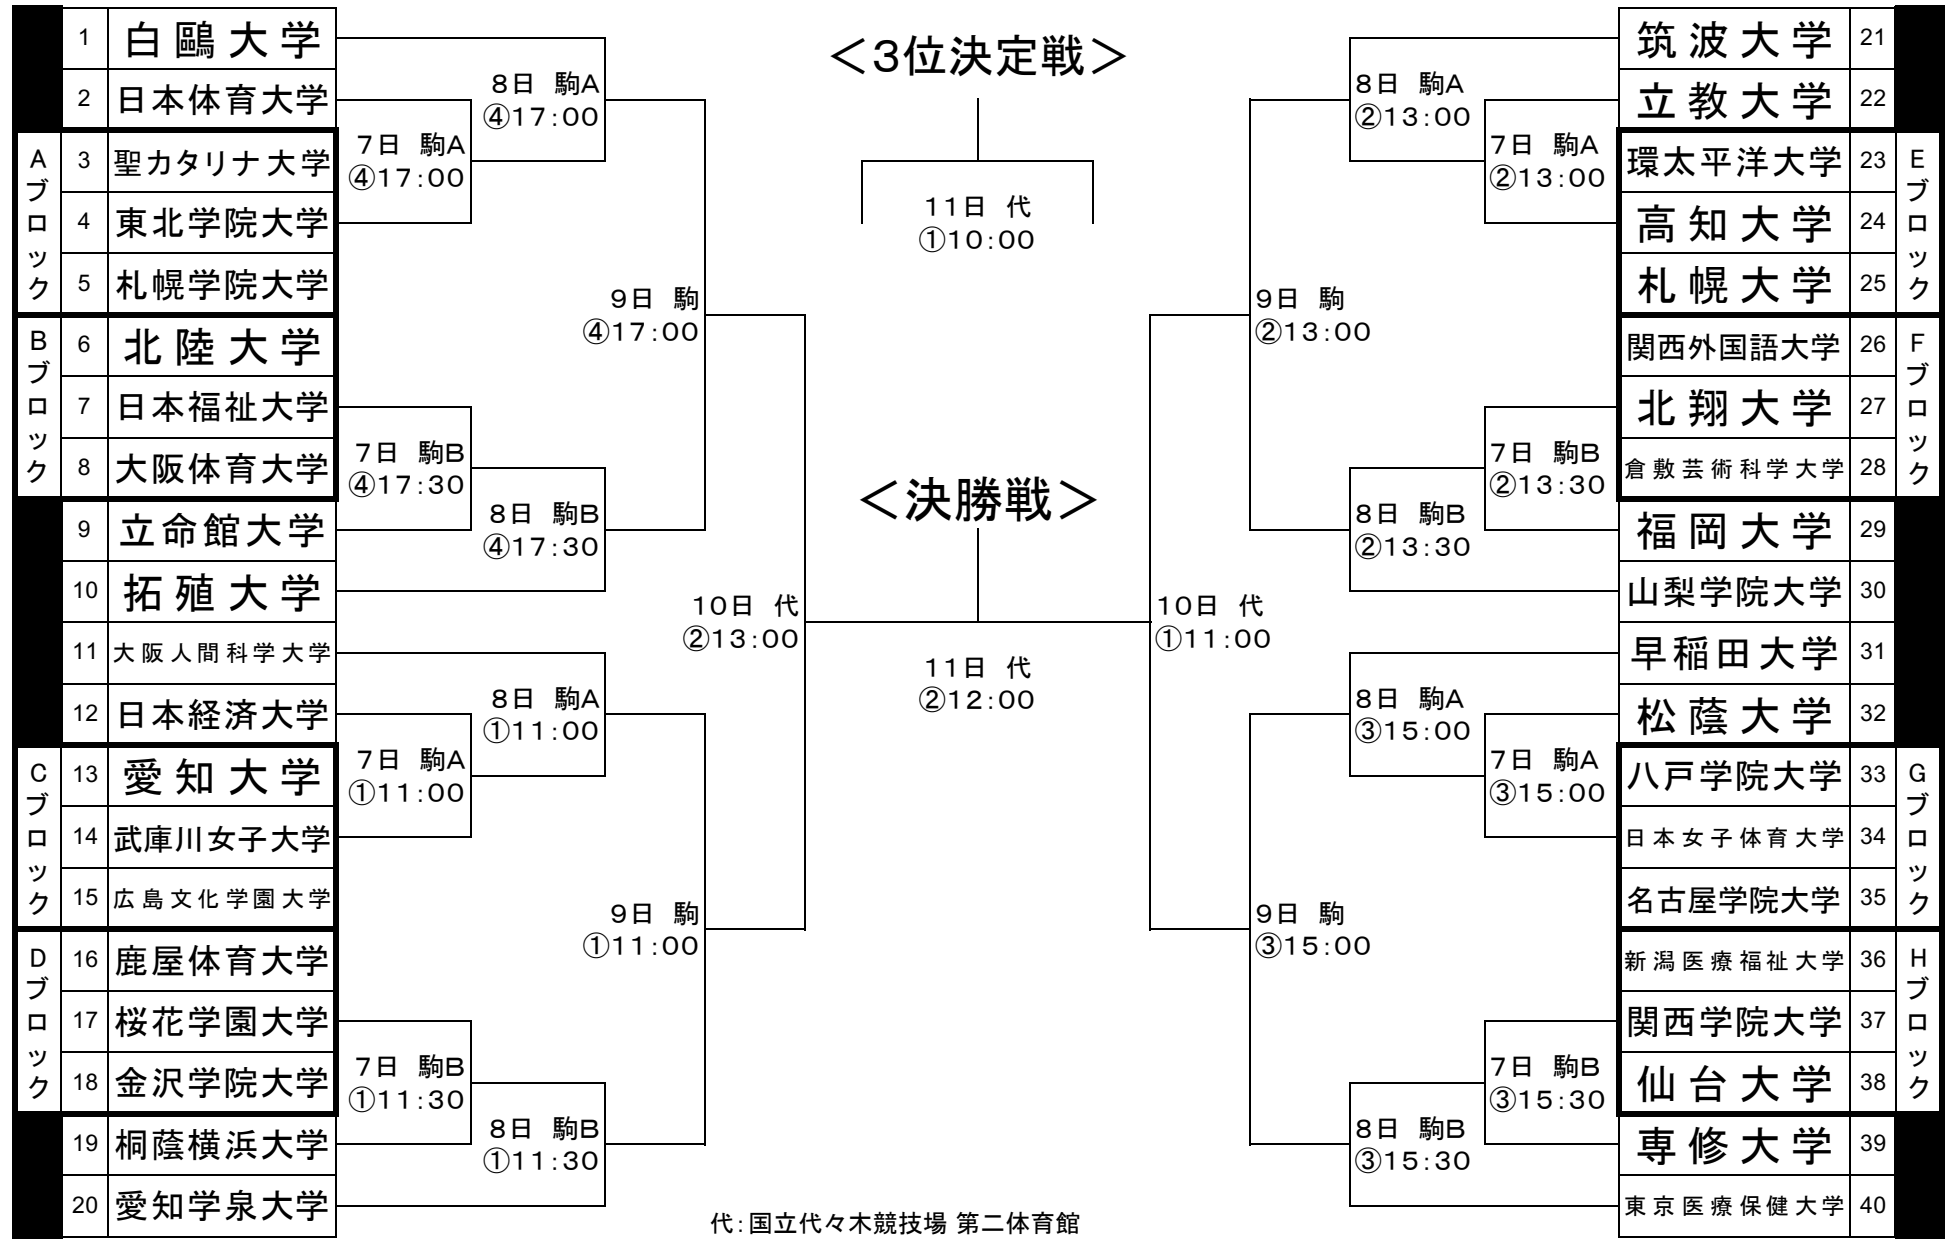 1 白鷗大学
2 日本体育大学
Aブロック
3 聖カタリナ大学
4 東北学院大学
5 札幌学院大学
Bブロック
6 北陸大学
7 日本福祉大学
8 大阪体育大学
9 立命館大学
10 拓殖大学
11 大阪人間科学大学
12 日本経済大学
Cブロック
13 愛知大学
14 武庫川女子大学
15 広島文化学園大学
Dブロック
16 鹿屋体育大学
17 桜花学園大学
18 金沢学院大学
19 桐蔭横浜大学
20 愛知学泉大学
7日 駒A
④17:00
7日 駒B
④17:30
7日 駒A
①11:00
7日 駒B
①11:30
8日 駒A
④17:00
8日 駒B
④17:30
8日 駒A
①11:00
8日 駒B
①11:30
9日 駒
④17:00
9日 駒
①11:00
10日 代
②13:00
＜3位決定戦＞
11日 代
①10:00
＜決勝戦＞
11日 代
②12:00
代:国立代々木競技場 第二体育館
10日 代
①11:00
9日 駒
②13:00
9日 駒
③15:00
8日 駒A
②13:00
8日 駒B
②13:30
8日 駒A
③15:00
8日 駒B
③15:30
7日 駒A
②13:00
7日 駒B
②13:30
7日 駒A
③15:00
7日 駒B
③15:30
筑波大学 21
立教大学 22
環太平洋大学 23
高知大学 24
札幌大学 25
Eブロック
関西外国語大学 26
北翔大学 27
倉敷芸術科学大学 28
Fブロック
福岡大学 29
山梨学院大学 30
早稲田大学 31
松蔭大学 32
八戸学院大学 33
日本女子体育大学 34
名古屋学院大学 35
Gブロック
新潟医療福祉大学 36
関西学院大学 37
仙台大学 38
Hブロック
専修大学 39
東京医療保健大学 40